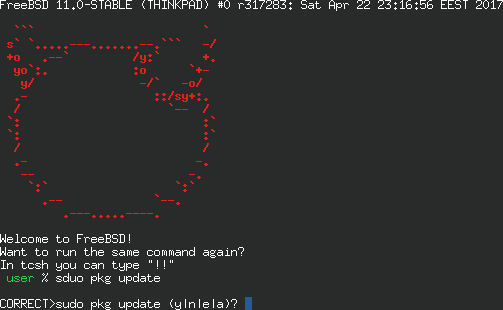 FreeBSD 11.0-STABLE (THINKPAD) #0 r317283: Sat Apr 22 23:16:56 EEST 2017
Welcome to FreeBSD!
Want to run the same command again?
In tcsh you can type "!!"
user % sduo pkg update
CORRECT>sudo pkg update (y|n|e|a)?